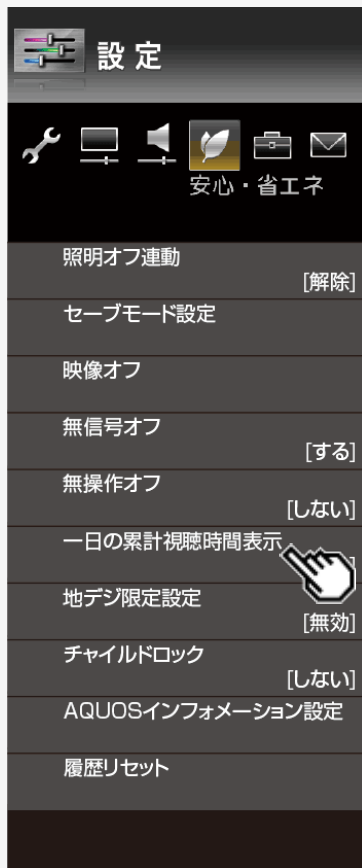 設定
安心・省エネ
照明オフ連動
[解除]
セーブモード設定
映像オフ
無信号オフ
[する]
無操作オフ
[しない]
一日の累計視聴時間表示
]
地デジ限定設定
[無効]
チャイルドロック
[しない]
AQUOSインフォメーション設定
履歴リセット